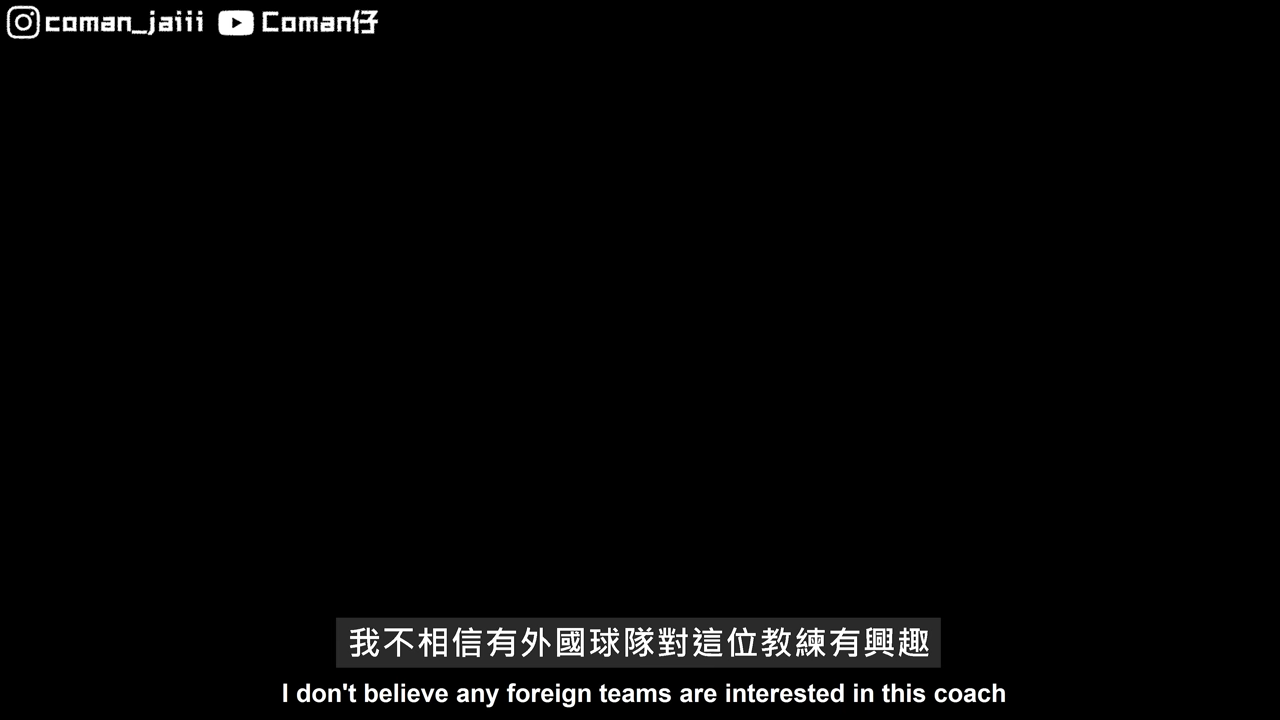 coman_jaiii Coman仔
我不相信有外國球隊對這位教練有興趣
I don't believe any foreign teams are interested in this coach